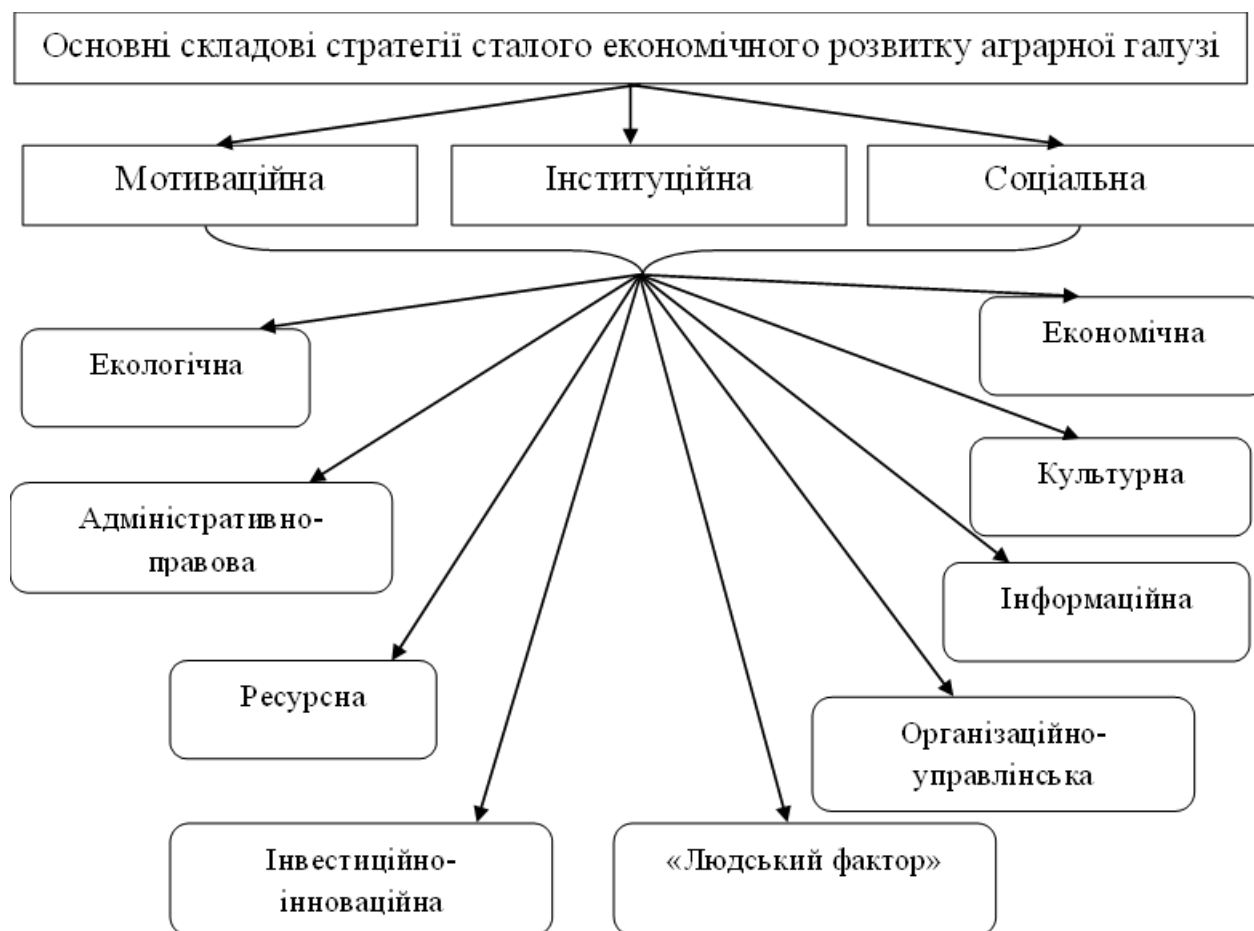 Основні складові стратегії сталого економічного розвитку аграрної галузі
Мотиваційна
Інституційна
Соціальна
Екологічна
Економічна
Культурна
Адміністративно-
правова
Інформаційна
Ресурсна
Організаційно-
управлінська
Інвестиційно-
інноваційна
«Людський фактор»